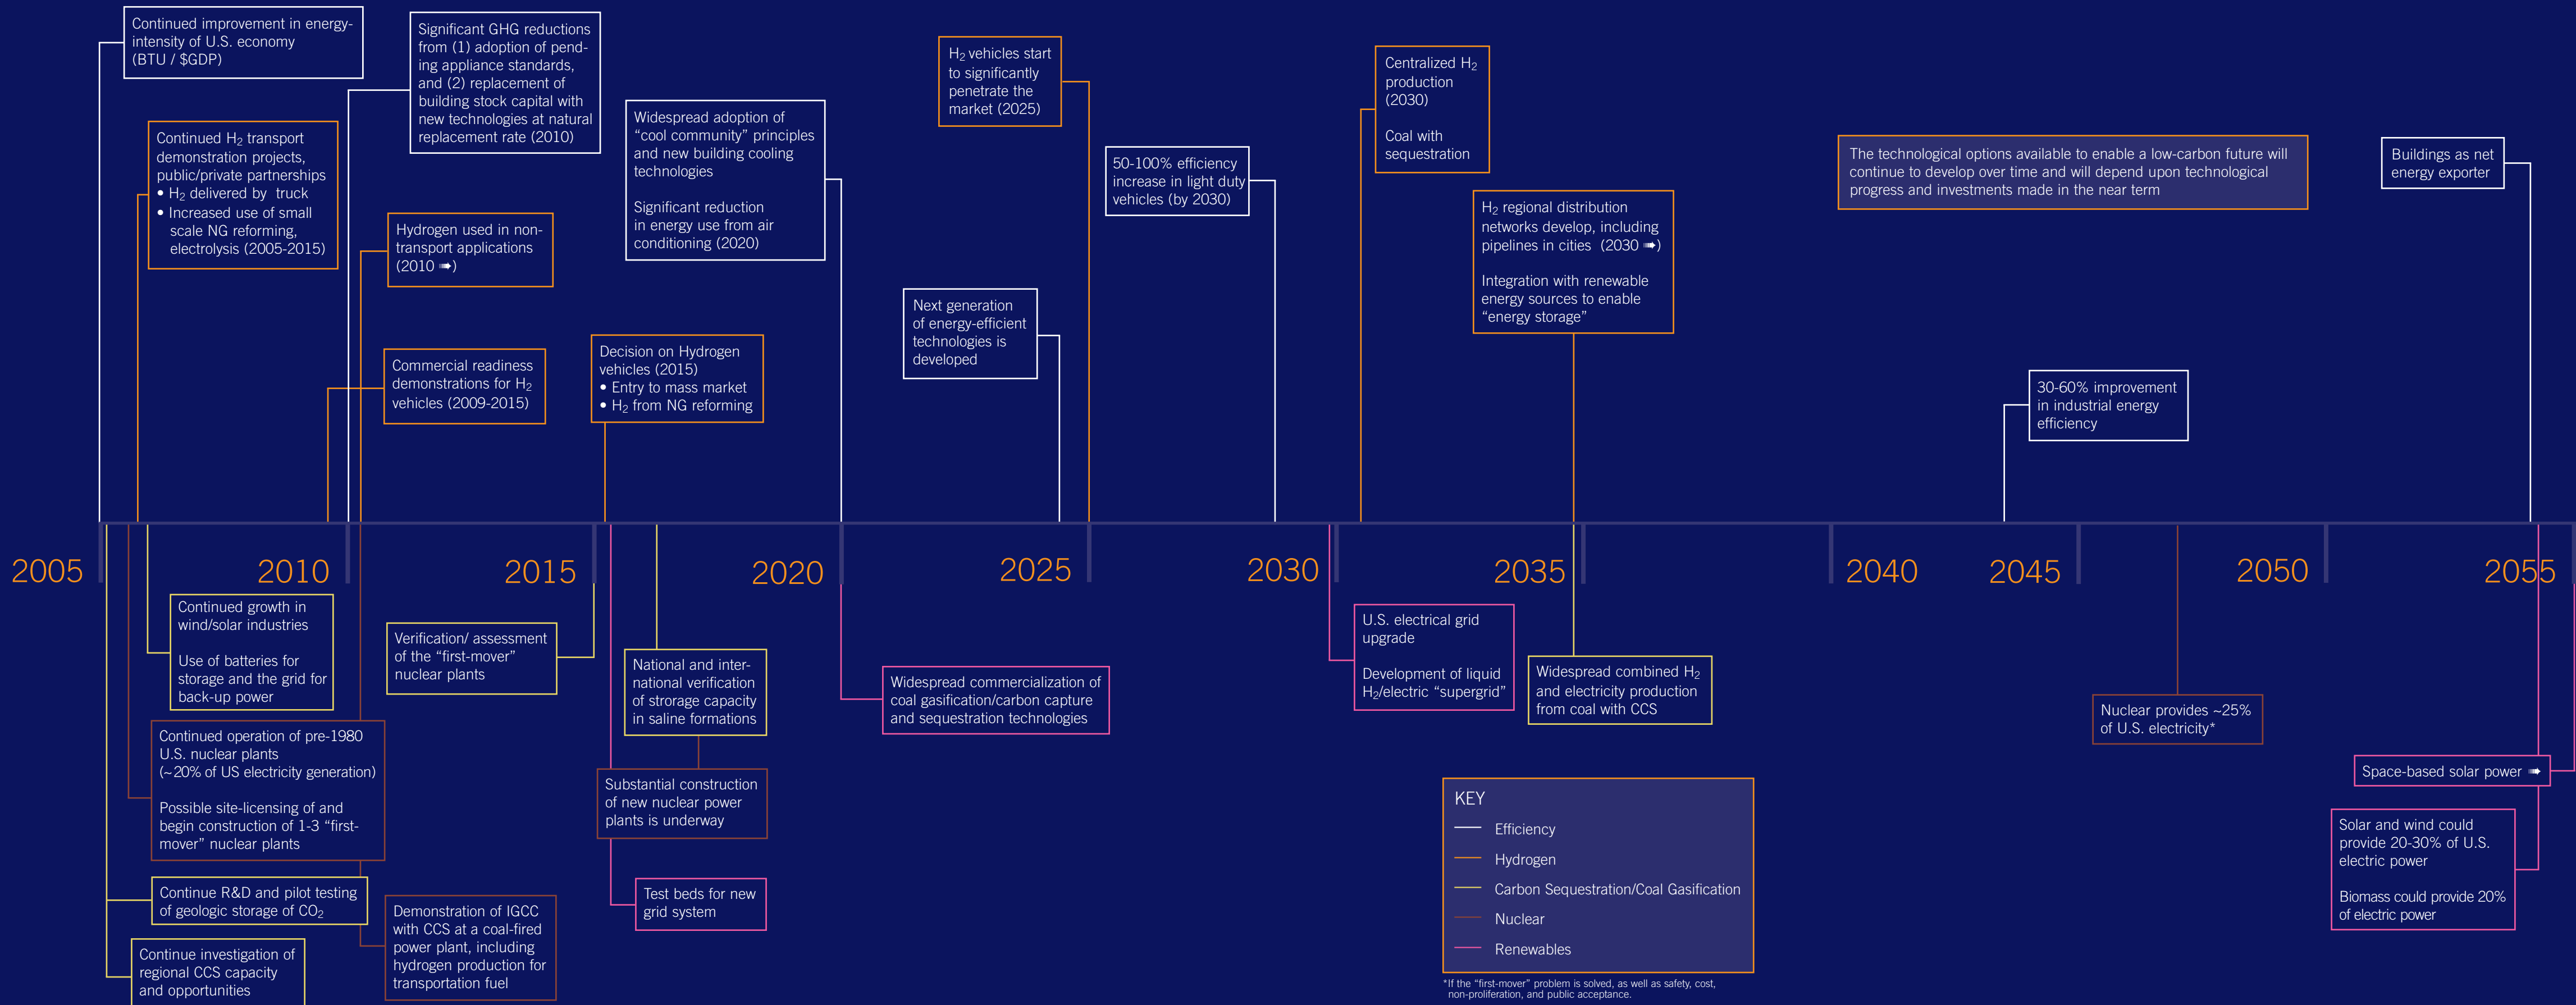 Continued improvement in energy-
intensity of U.S. economy
(BTU / $GDP)
Significant GHG reductions
from (1) adoption of pend-
ing appliance standards,
and (2) replacement of
building stock capital with
new technologies at natural
replacement rate (2010)
Continued H2 transport
demonstration projects,
public/private partnerships
• H2 delivered by truck
• Increased use of small
scale NG reforming,
electrolysis (2005-2015)
Hydrogen used in non-
transport applications
(2010 ➠)
Commercial readiness
demonstrations for H2
vehicles (2009-2015)
Widespread adoption of
“cool community” principles
and new building cooling
technologies
Significant reduction
in energy use from air
conditioning (2020)
Decision on Hydrogen
vehicles (2015)
• Entry to mass market
• H2 from NG reforming
H2 vehicles start
to significantly
penetrate the
market (2025)
Next generation
of energy-efficient
technologies is
developed
50-100% efficiency
increase in light duty
vehicles (by 2030)
Centralized H2
production
(2030)
Coal with
sequestration
H2 regional distribution
networks develop, including
pipelines in cities (2030 ➠)
Integration with renewable
energy sources to enable
“energy storage”
The technological options available to enable a low-carbon future will
continue to develop over time and will depend upon technological
progress and investments made in the near term
30-60% improvement
in industrial energy
efficiency
Buildings as net
energy exporter
2005
2010
2015
2020
2025
2030
2035
2040
2045
2050
2055
Continued growth in
wind/solar industries
Use of batteries for
storage and the grid for
back-up power
Continued operation of pre-1980
U.S. nuclear plants
(~20% of US electricity generation)
Possible site-licensing of and
begin construction of 1-3 “first-
mover” nuclear plants
Continue R&D and pilot testing
of geologic storage of CO2
Continue investigation of
regional CCS capacity
and opportunities
Verification/ assessment
of the “first-mover”
nuclear plants
Demonstration of IGCC
with CCS at a coal-fired
power plant, including
hydrogen production for
transportation fuel
National and inter-
national verification
of strorage capacity
in saline formations
Substantial construction
of new nuclear power
plants is underway
Test beds for new
grid system
Widespread commercialization of
coal gasification/carbon capture
and sequestration technologies
U.S. electrical grid
upgrade
Development of liquid
H2/electric “supergrid”
Widespread combined H2
and electricity production
from coal with CCS
Nuclear provides ~25%
of U.S. electricity*
Space-based solar power ➠
Solar and wind could
provide 20-30% of U.S.
electric power
Biomass could provide 20%
of electric power
KEY
Efficiency
Hydrogen
Carbon Sequestration/Coal Gasification
Nuclear
Renewables
*If the “first-mover” problem is solved, as well as safety, cost,
non-proliferation, and public acceptance.